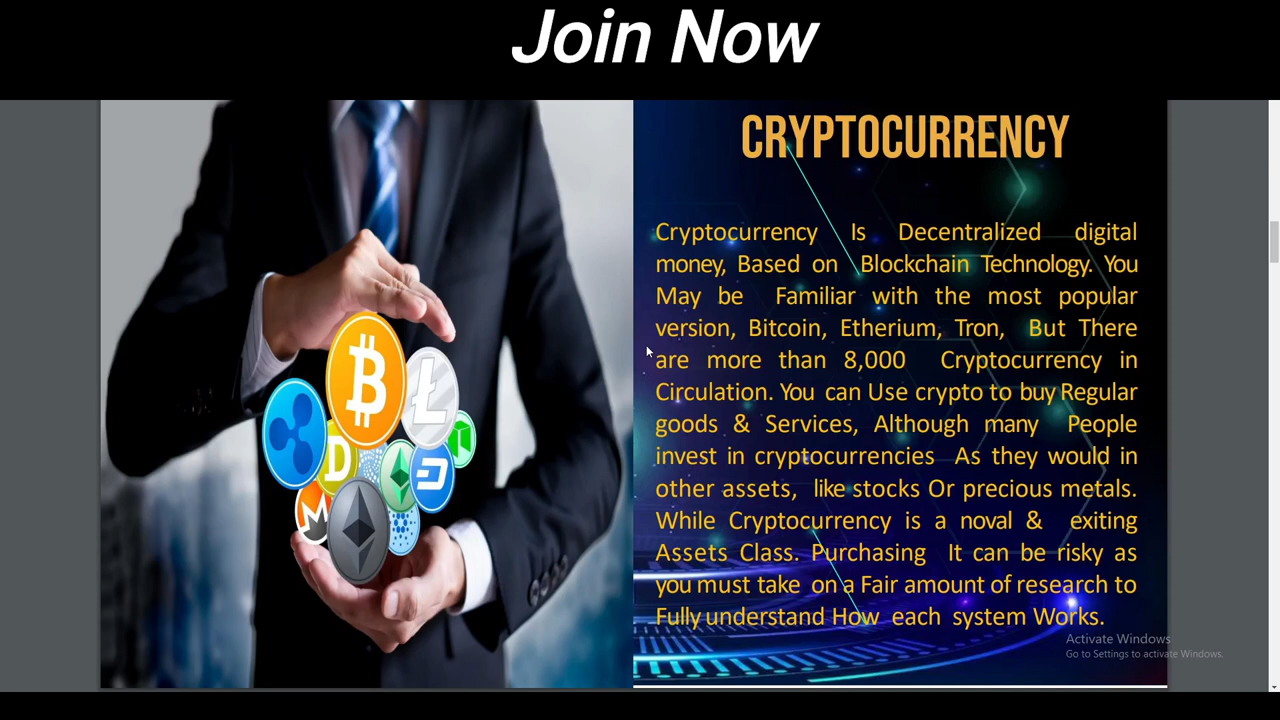 Join Now
CRYPTOCURRENCY
Cryptocurrency Is Decentralized digital
money, Based on Blockchain Technology. You
May be Familiar with the most popular
version, Bitcoin, Etherium, Tron, But There
are more than 8,000 Cryptocurrency in
Circulation. You can Use crypto to buy Regular
goods & Services, Although many People
invest in cryptocurrencies As they would in
other assets, like stocks Or precious metals.
While Cryptocurrency is a noval & exiting
Assets Class. Purchasing It can be risky as
you must take on a Fair amount of research to
Fully understand How each system Works.
Activate Windows
Go to Settings to activate Windows.